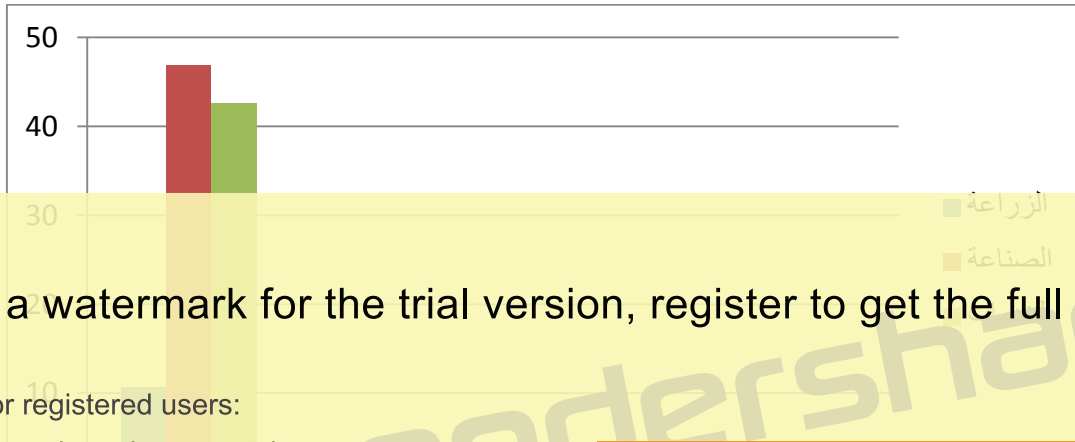 50
40
30
الزراعة
الصناعة
20
a watermark for the trial version, register to get the full
10
or registered users: